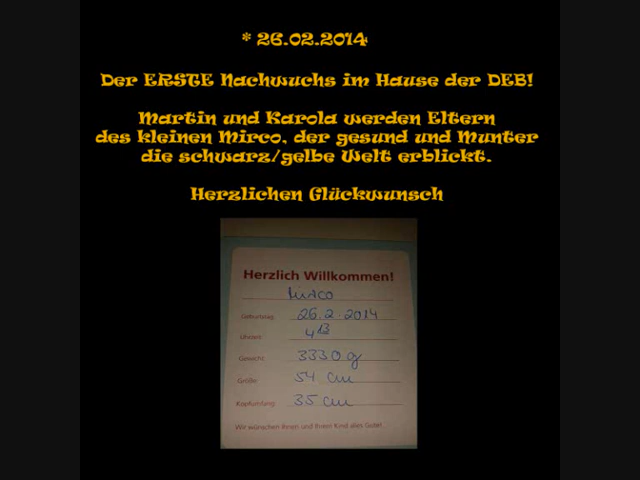 * 26.02.2014
Der ERSTE Nachwuchs im Hause der DEB!
Martin und Karola werden Eltern
des kleinen Mirco, der gesund und Munter
die schwarz/gelbe Welt erblickt.
Herzlichen Glückwunsch
Herzlich Willkommen!
Mirco
Geburtstag: 26.2.2014
Uhrzeit: 4 13
Gewicht: 3330 g
Größe: 54 cm
Kopfumfang: 35 cm
Wir wünschen Ihnen und Ihrem Kind alles Gute!